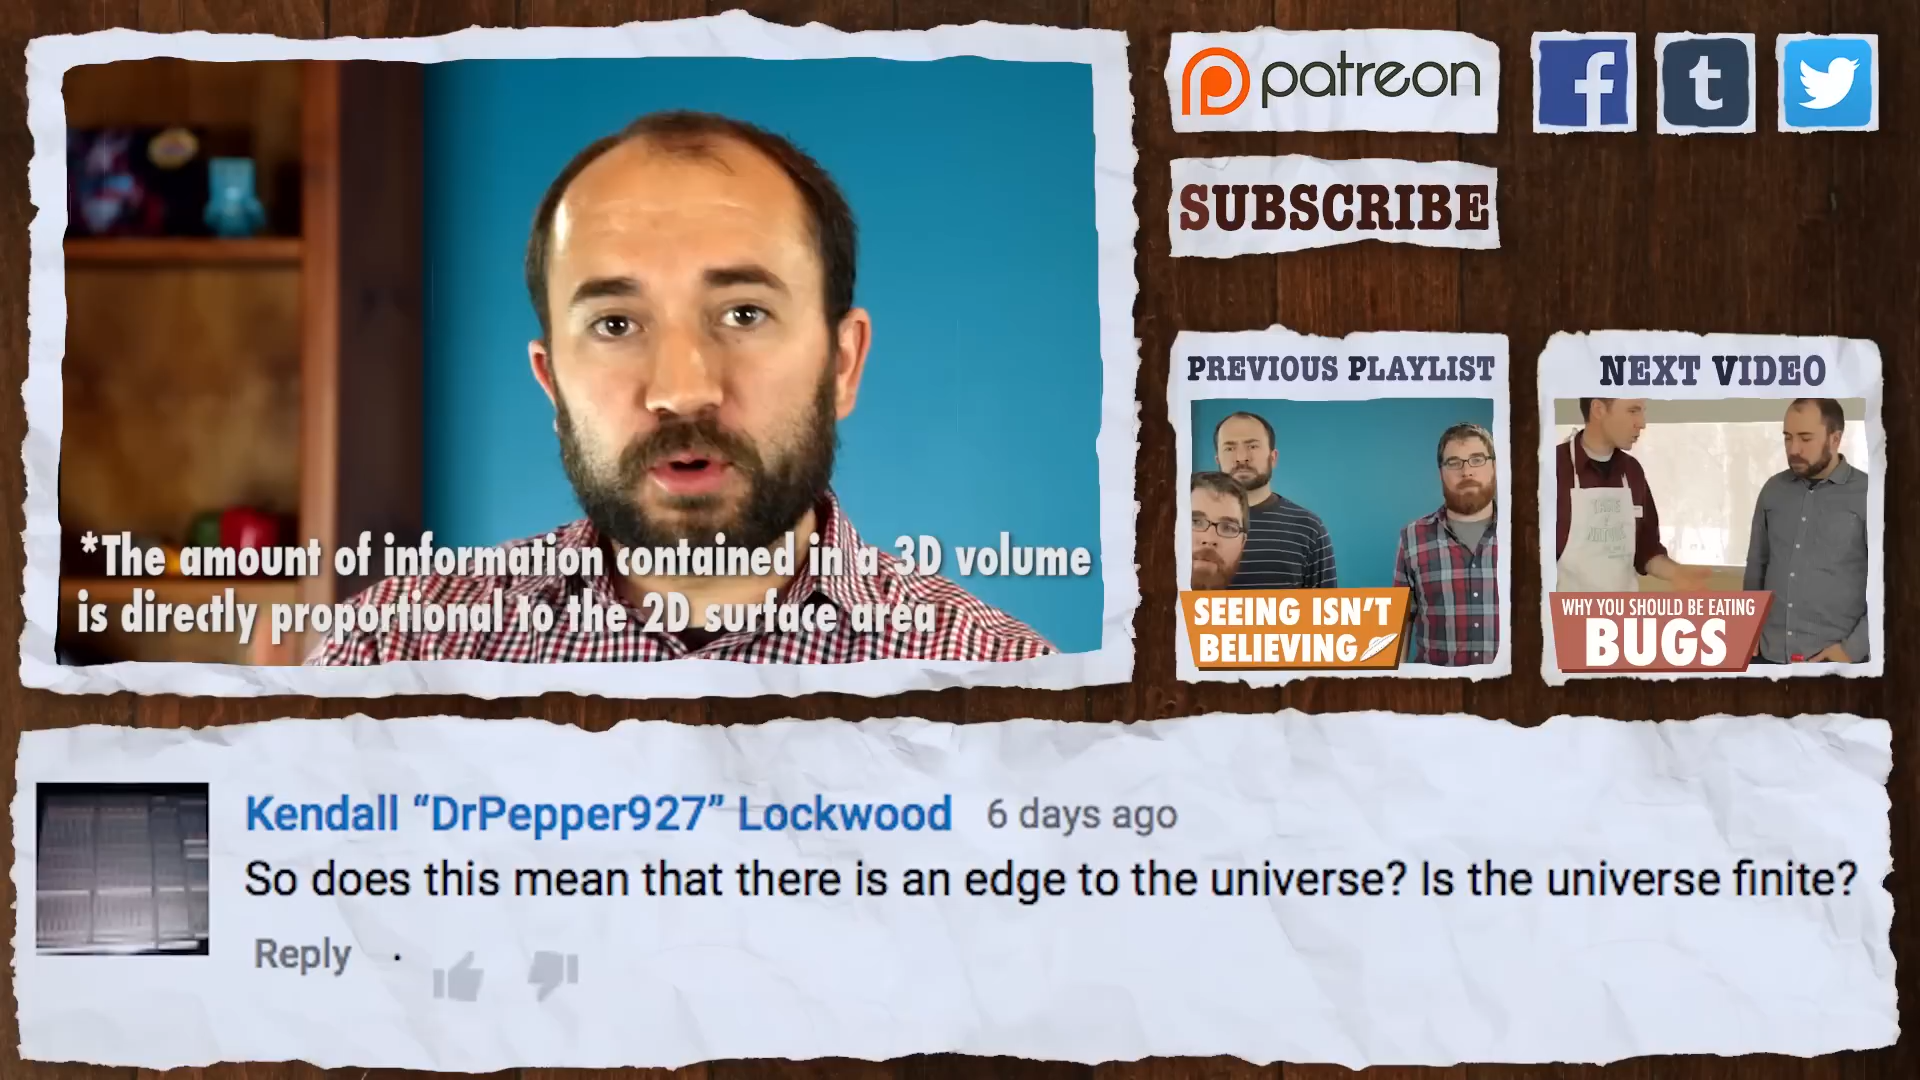 patreon
SUBSCRIBE
*The amount of information contained in a 3D volume
is directly proportional to the 2D surface area
PREVIOUS PLAYLIST
SEEING ISN'T
BELIEVING
NEXT VIDEO
WHY YOU SHOULD BE EATING
BUGS
Kendall “DrPepper927” Lockwood 6 days ago
So does this mean that there is an edge to the universe? Is the universe finite?
Reply ·